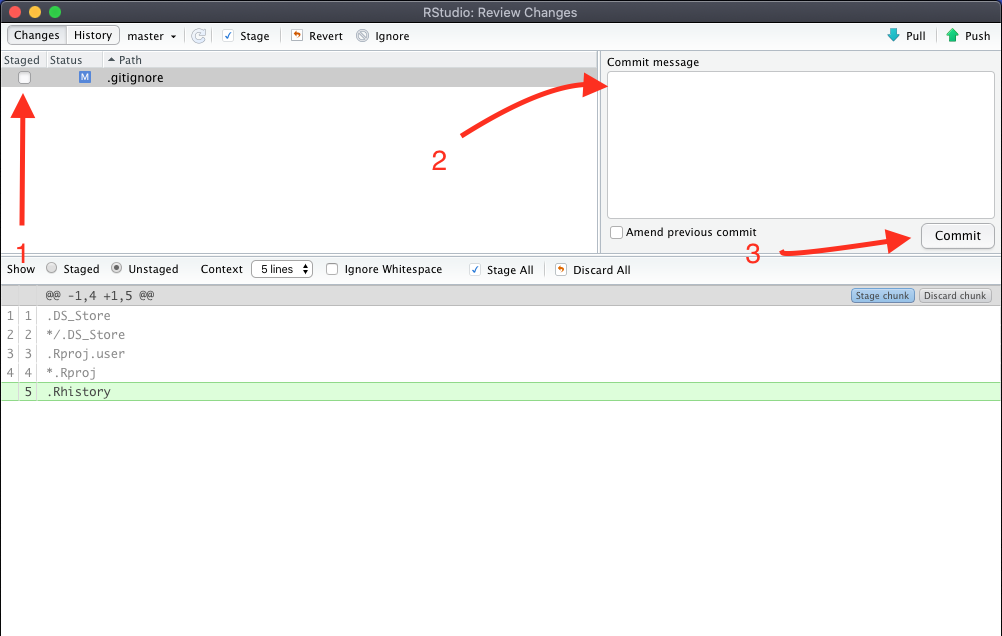 RStudio: Review Changes
Changes History master Stage Revert Ignore Pull Push
Staged Status Path
M .gitignore
Commit message
1
2
3
Amend previous commit
Commit
Show Staged Unstaged Context 5 lines Ignore Whitespace Stage All Discard All
@@ -1,4 +1,5 @@ Stage chunk Discard chunk
1 1 .DS_Store
2 2 */.DS_Store
3 3 .Rproj.user
4 4 *.Rproj
5 .Rhistory